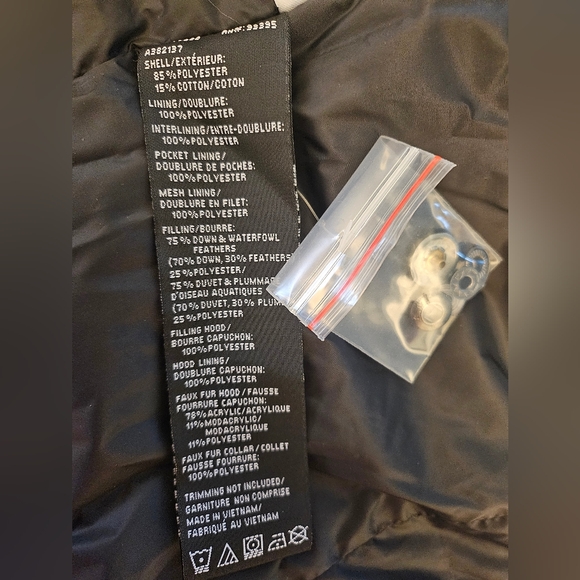 RN#:99395
A382137
SHELL/EXTÉRIEUR:
85%POLYESTER
15%COTTON/COTON
LINING/DOUBLURE:
100%POLYESTER
INTERLINING/ENTRE-DOUBLURE:
100%POLYESTER
POCKET LINING/
DOUBLURE DE POCHES:
100%POLYESTER
MESH LINING/
DOUBLURE EN FILET:
100%POLYESTER
FILLING/BOURRE:
75%DOWN & WATERFOWL
FEATHERS
(70% DOWN, 30% FEATHERS)
25%POLYESTER/
75% DUVET & PLUMAGE
D'OISEAU AQUATIQUES
(70% DUVET, 30% PLUM
25%POLYESTER
FILLING HOOD/
BOURRE CAPUCHON:
100%POLYESTER
HOOD LINING/
DOUBLURE CAPUCHON:
100%POLYESTER
FAUX FUR HOOD/FAUSSE
FOURRURE CAPUCHON:
78%ACRYLIC/ACRYLIQUE
11%MODACRYLIC/
MODACRYLIQUE
11%POLYESTER
FAUX FUR COLLAR/COLLET
FAUSSE FOURRURE:
100%POLYESTER
TRIMMING NOT INCLUDED/
GARNITURE NON COMPRISE
MADE IN VIETNAM/
FABRIQUÉ AU VIETNAM